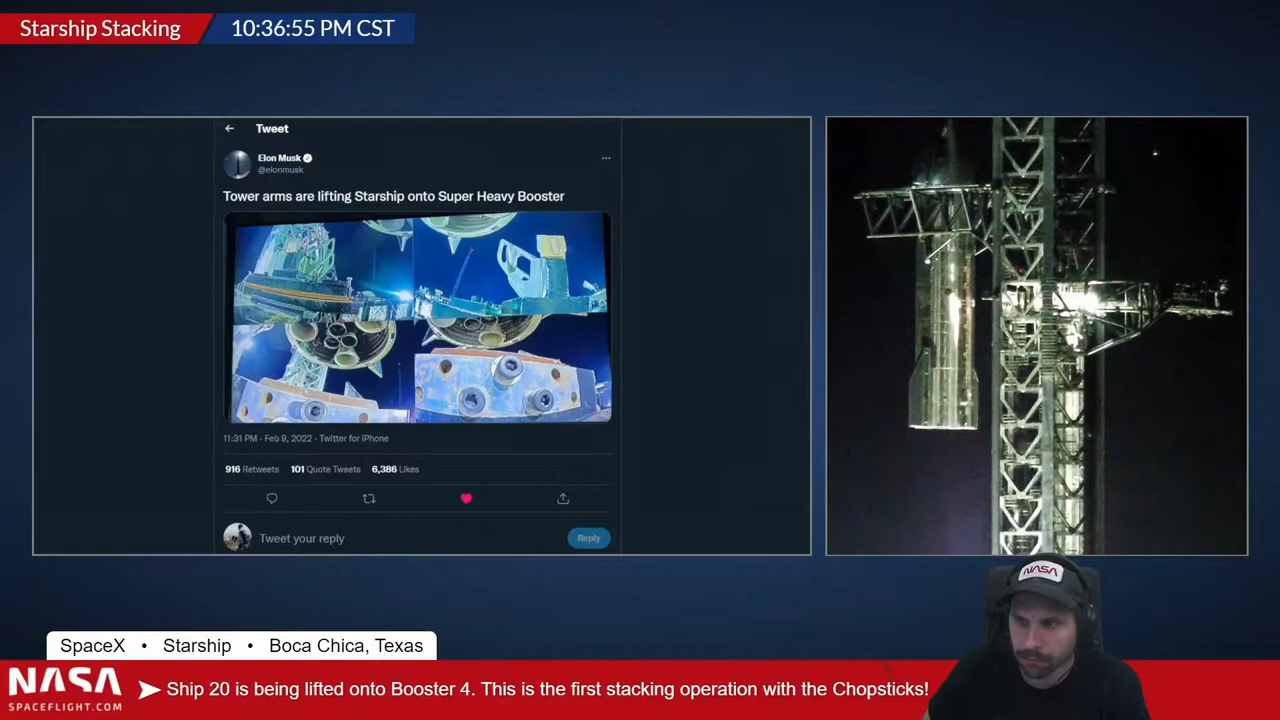 Starship Stacking
10:36:55 PM CST
Tweet
Elon Musk
@elonmusk
Tower arms are lifting Starship onto Super Heavy Booster
11:31 PM · Feb 9, 2022 · Twitter for iPhone
916 Retweets 101 Quote Tweets 6,386 Likes
Tweet your reply
Reply
NASA
SpaceX • Starship • Boca Chica, Texas
NASA
SPACEFLIGHT.COM
Ship 20 is being lifted onto Booster 4. This is the first stacking operation with the Chopsticks!